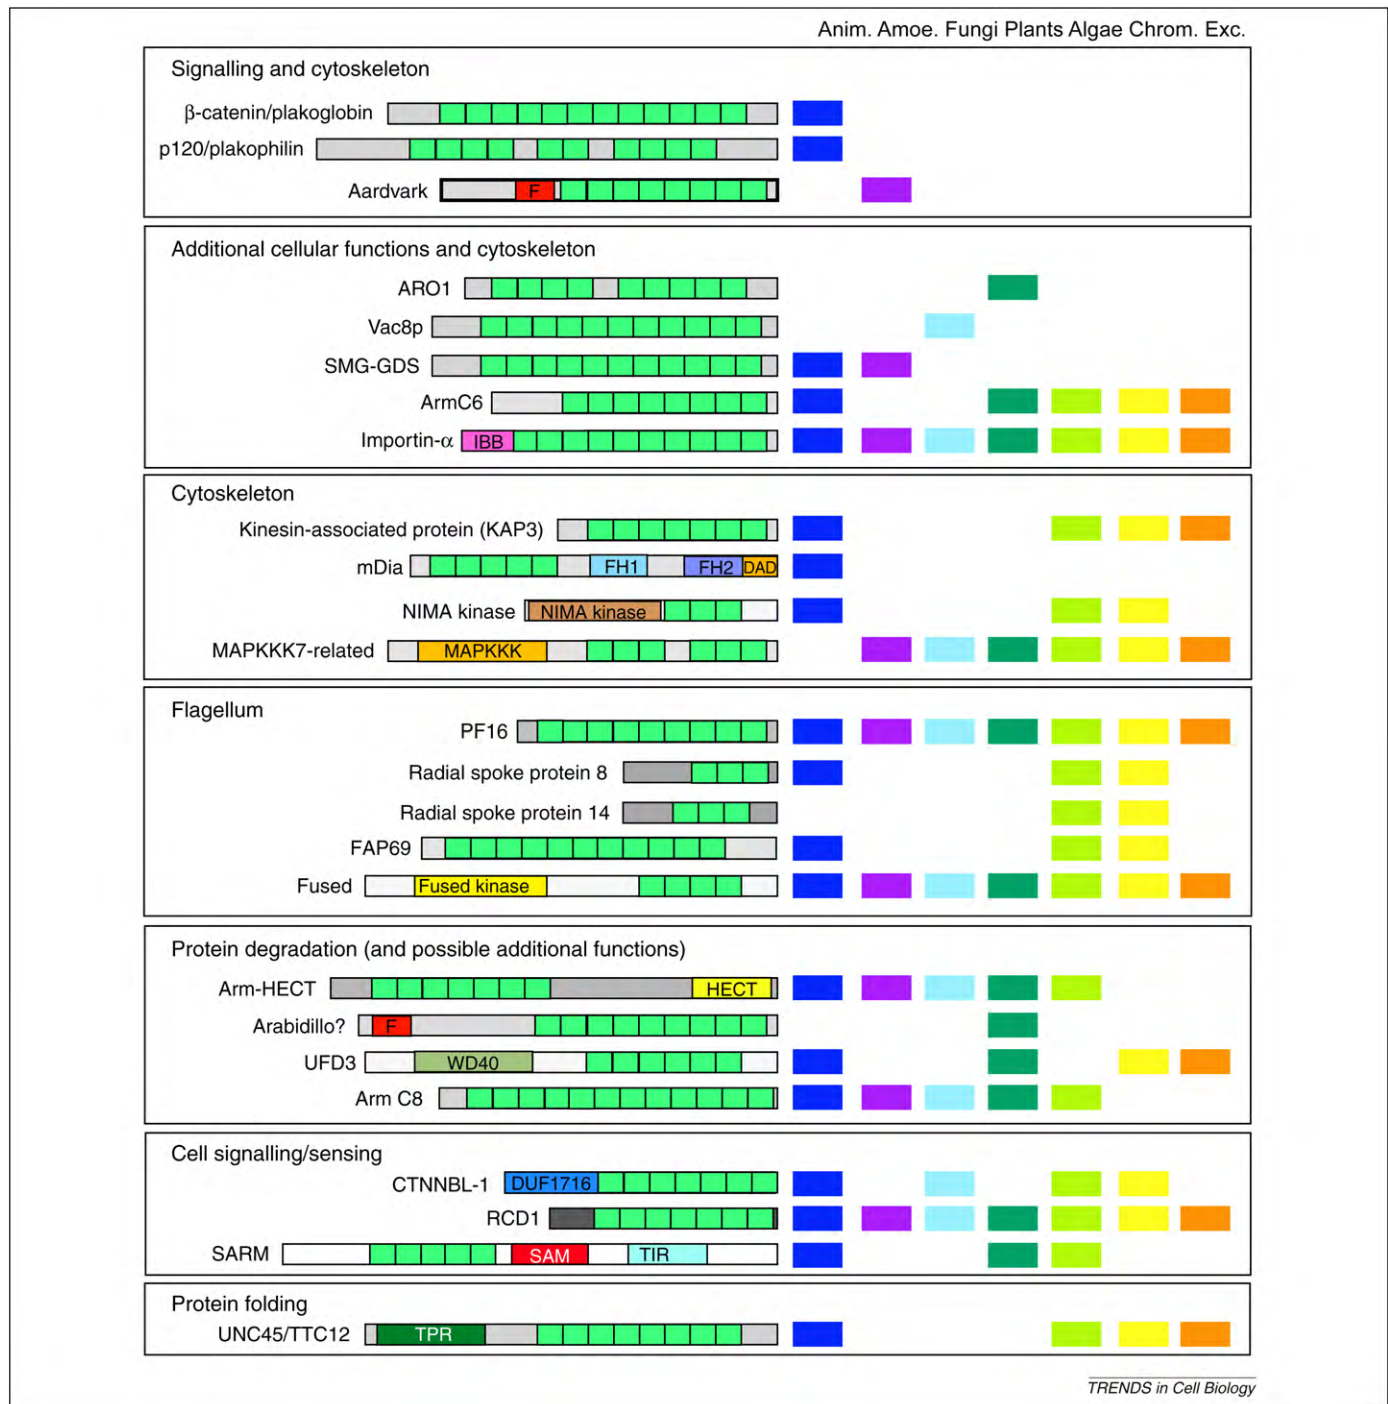 Anim. Amoe. Fungi Plants Algae Chrom. Exc.
Signalling and cytoskeleton
β-catenin/plakoglobin
p120/plakophilin
Aardvark F
Additional cellular functions and cytoskeleton
ARO1
Vac8p
SMG-GDS
ArmC6
Importin-α IBB
Cytoskeleton
Kinesin-associated protein (KAP3)
mDia FH1 FH2 DAD
NIMA kinase NIMA kinase
MAPKKK7-related MAPKKK
Flagellum
PF16
Radial spoke protein 8
Radial spoke protein 14
FAP69
Fused Fused kinase
Protein degradation (and possible additional functions)
Arm-HECT HECT
Arabidillo? F
UFD3 WD40
Arm C8
Cell signalling/sensing
CTNNBL-1 DUF1716
RCD1
SARM SAM TIR
Protein folding
UNC45/TTC12 TPR
TRENDS in Cell Biology